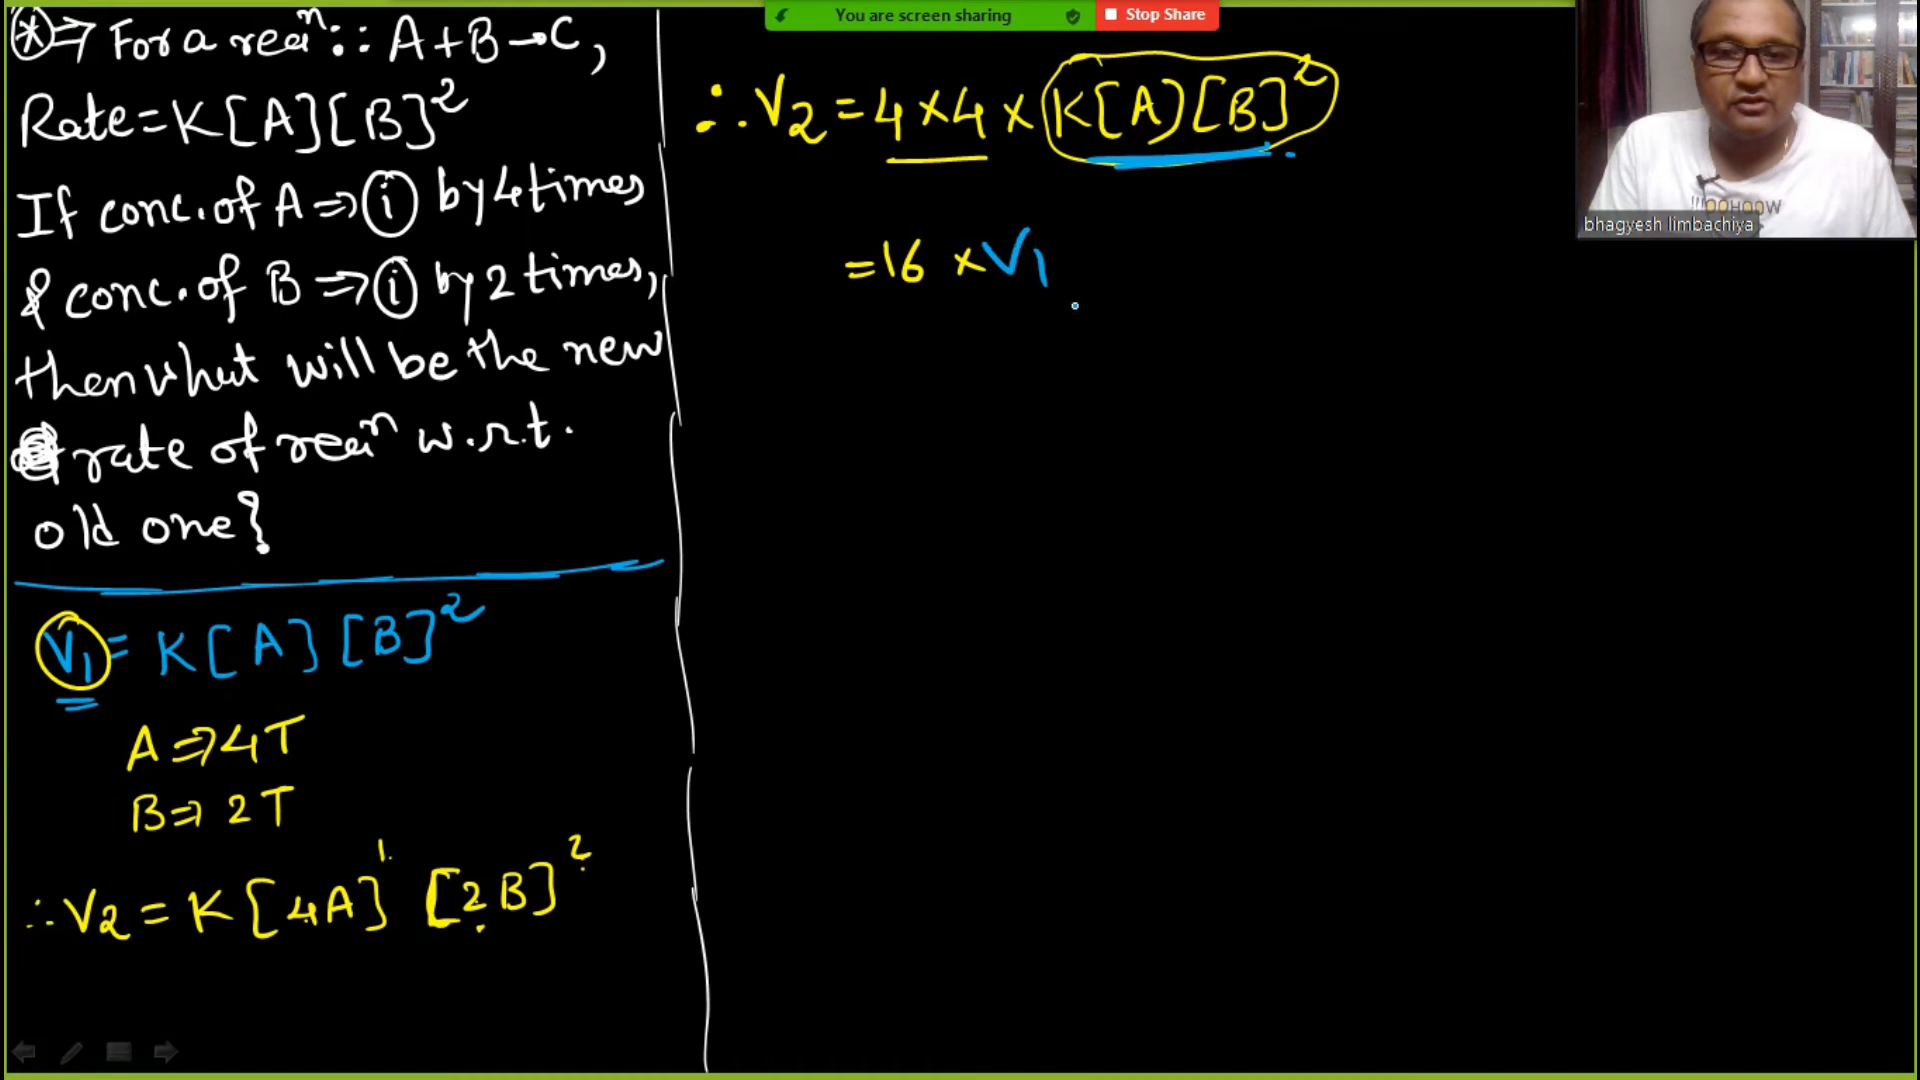 You are screen sharing Stop Share
⊛⇒ For a reaⁿ :: A+B→C,
Rate=K[A][B]²
If conc. of A⇒ⓘ by 4 times
& conc. of B⇒ⓘ by 2 times,
then what will be the new
rate of reaⁿ w.r.t.
old one?
V₁= K[A][B]²
A⇒4T
B⇒2T
∴V₂=K[4A]¹ [2B]²
∴V₂=4×4×K[A)[B]²
=16 ×V₁
!!!OOHOOW
bhagyesh limbachiya